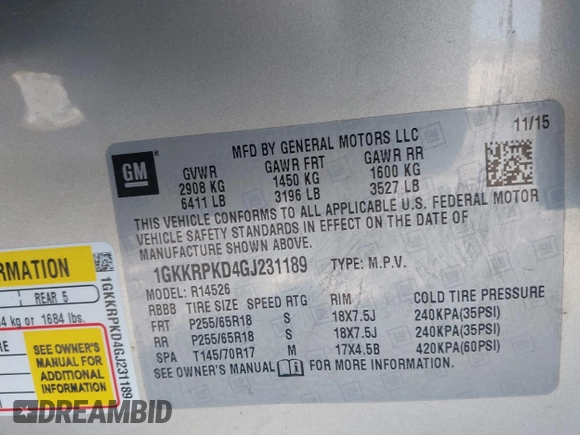 MFD BY GENERAL MOTORS LLC
11/15
GM
GVWR GAWR FRT GAWR RR
2908 KG 1450 KG 1600 KG
6411 LB 3196 LB 3527 LB
THIS VEHICLE CONFORMS TO ALL APPLICABLE U.S. FEDERAL MOTOR
VEHICLE SAFETY STANDARDS IN EFFECT ON THE DATE OF
MANUFACTURE SHOWN ABOVE.
1GKKRPKD4GJ231189 TYPE: M.P.V.
MODEL: R14526
RBBB TIRE SIZE SPEED RTG RIM COLD TIRE PRESSURE
FRT P255/65R18 S 18X7.5J 240KPA(35PSI)
RR P255/65R18 S 18X7.5J 240KPA(35PSI)
SPA T145/70R17 M 17X4.5B 420KPA(60PSI)
SEE OWNER'S MANUAL FOR MORE INFORMATION.
RMATION
REAR 5
4 kg or 1684 lbs.
SEE OWNER'S
MANUAL FOR
ADDITIONAL
INFORMATION
1GKKRPKD4GJ231189
DREAMBID